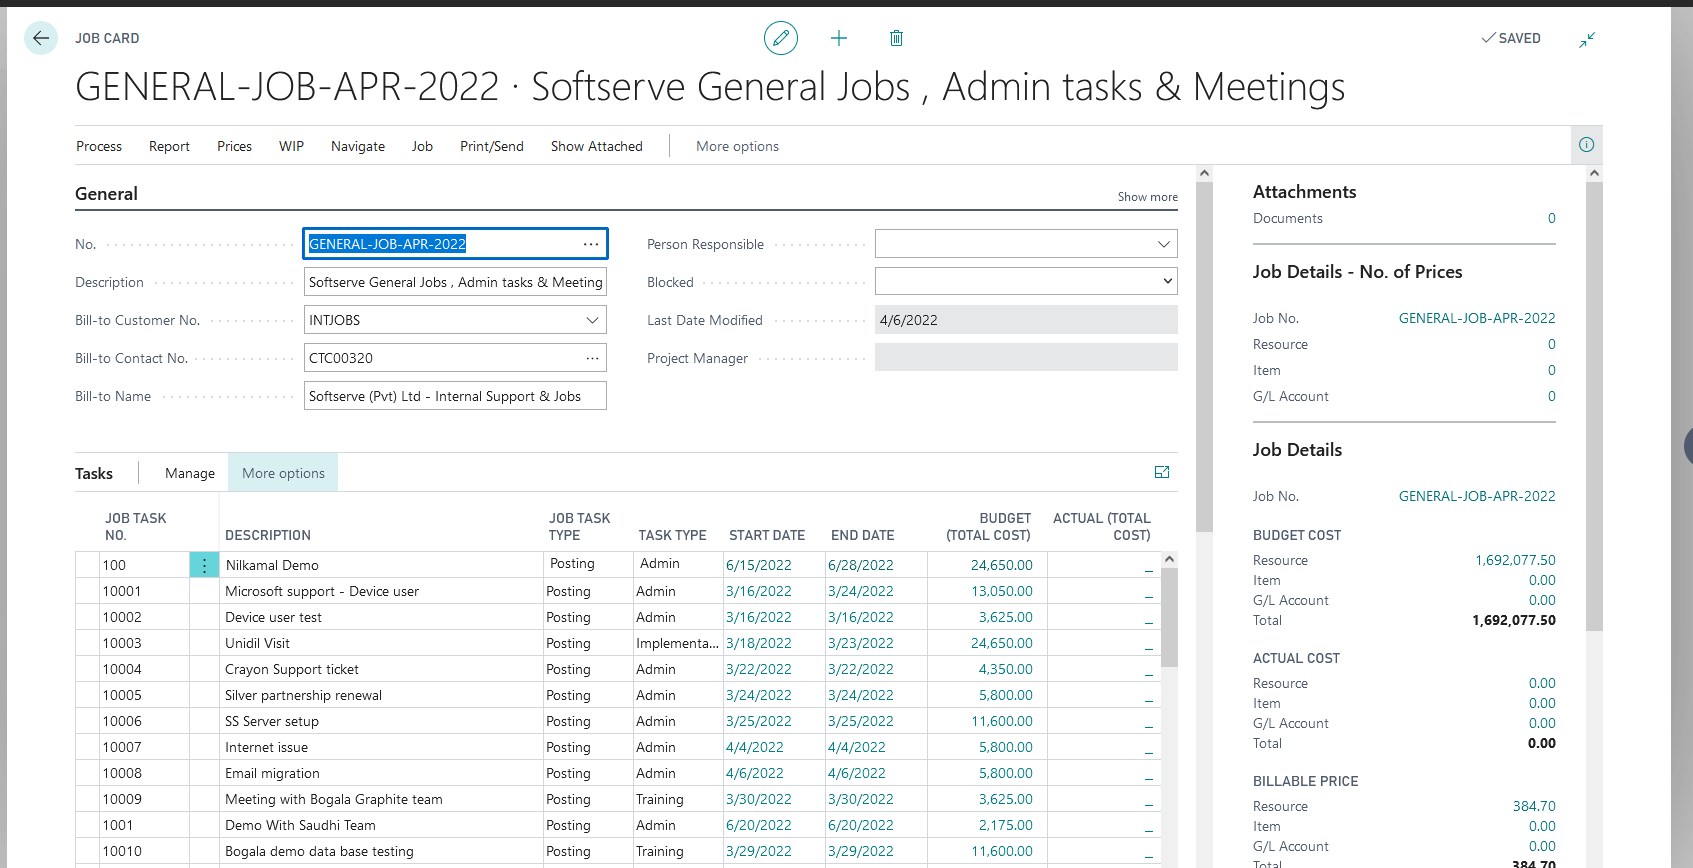 JOB CARD
SAVED
GENERAL-JOB-APR-2022 · Softserve General Jobs , Admin tasks & Meetings
Process Report Prices WIP Navigate Job Print/Send Show Attached More options
General Show more
No. GENERAL-JOB-APR-2022 ···
Description Softserve General Jobs , Admin tasks & Meeting
Bill-to Customer No. INTJOBS
Bill-to Contact No. CTC00320 ···
Bill-to Name Softserve (Pvt) Ltd - Internal Support & Jobs
Person Responsible
Blocked
Last Date Modified 4/6/2022
Project Manager
Tasks Manage More options
JOB TASK NO. DESCRIPTION JOB TASK TYPE TASK TYPE START DATE END DATE BUDGET (TOTAL COST) ACTUAL (TOTAL COST)
100 Nilkamal Demo Posting Admin 6/15/2022 6/28/2022 24,650.00 _
10001 Microsoft support - Device user Posting Admin 3/16/2022 3/24/2022 13,050.00 _
10002 Device user test Posting Admin 3/16/2022 3/16/2022 3,625.00 _
10003 Unidil Visit Posting Implementa... 3/18/2022 3/23/2022 24,650.00 _
10004 Crayon Support ticket Posting Admin 3/22/2022 3/22/2022 4,350.00 _
10005 Silver partnership renewal Posting Admin 3/24/2022 3/24/2022 5,800.00 _
10006 SS Server setup Posting Admin 3/25/2022 3/25/2022 11,600.00 _
10007 Internet issue Posting Admin 4/4/2022 4/4/2022 5,800.00 _
10008 Email migration Posting Admin 4/6/2022 4/6/2022 5,800.00 _
10009 Meeting with Bogala Graphite team Posting Training 3/30/2022 3/30/2022 3,625.00 _
1001 Demo With Saudhi Team Posting Admin 6/20/2022 6/20/2022 2,175.00 _
10010 Bogala demo data base testing Posting Training 3/29/2022 3/29/2022 11,600.00 _
Attachments
Documents 0
Job Details - No. of Prices
Job No. GENERAL-JOB-APR-2022
Resource 0
Item 0
G/L Account 0
Job Details
Job No. GENERAL-JOB-APR-2022
BUDGET COST
Resource 1,692,077.50
Item 0.00
G/L Account 0.00
Total 1,692,077.50
ACTUAL COST
Resource 0.00
Item 0.00
G/L Account 0.00
Total 0.00
BILLABLE PRICE
Resource 384.70
Item 0.00
G/L Account 0.00
Total 384.70